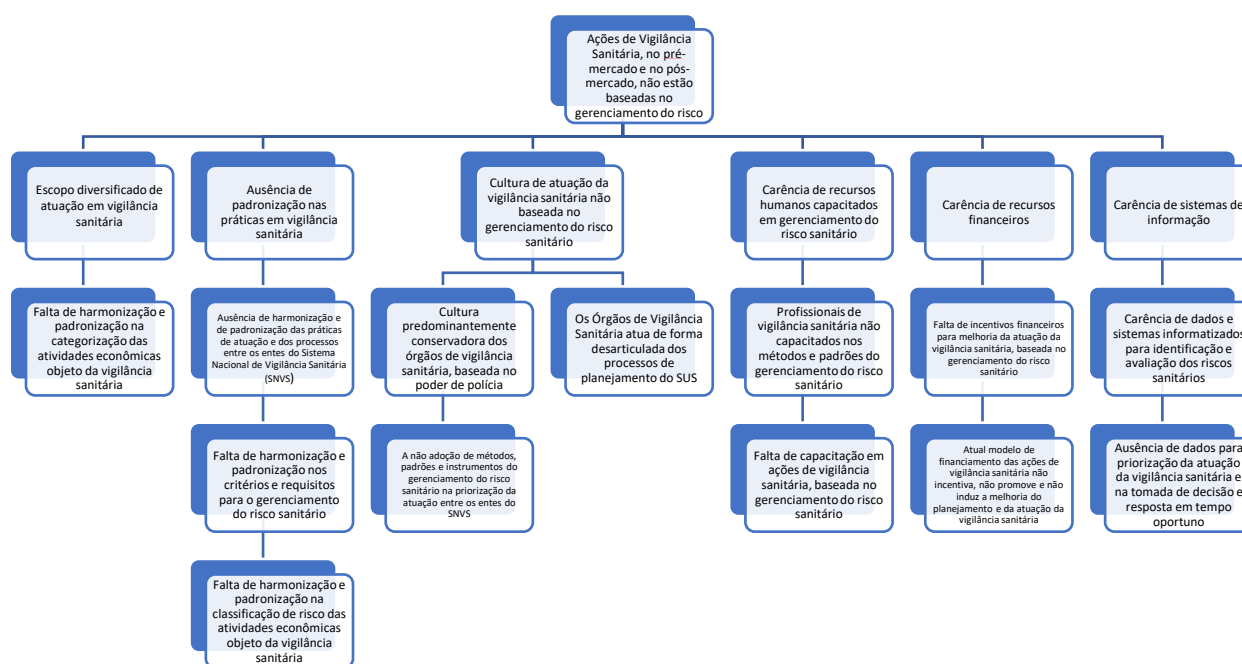 Ações de Vigilância
Sanitária, no pré-
mercado e no pós-
mercado, não estão
baseadas no
gerenciamento do risco
Escopo diversificado de
atuação em vigilância
sanitária
Ausência de
padronização nas
práticas em vigilância
sanitária
Cultura de atuação da
vigilância sanitária não
baseada no
gerenciamento do risco
sanitário
Carência de recursos
humanos capacitados
em gerenciamento do
risco sanitário
Carência de recursos
financeiros
Carência de sistemas de
informação
Falta de harmonização e
padronização na
categorização das
atividades econômicas
objeto da vigilância
sanitária
Ausência de harmonização e
de padronização das práticas
de atuação e dos processos
entre os entes do Sistema
Nacional de Vigilância Sanitária
(SNVS)
Cultura
predominantemente
conservadora dos
órgãos de vigilância
sanitária, baseada no
poder de polícia
Os Órgãos de Vigilância
Sanitária atua de forma
desarticulada dos
processos de
planejamento do SUS
Profissionais de
vigilância sanitária não
capacitados nos
métodos e padrões do
gerenciamento do risco
sanitário
Falta de incentivos financeiros
para melhoria da atuação da
vigilância sanitária, baseada no
gerenciamento do risco
sanitário
Carência de dados e
sistemas informatizados
para identificação e
avaliação dos riscos
sanitários
Falta de harmonização e
padronização nos
critérios e requisitos
para o gerenciamento
do risco sanitário
A não adoção de métodos,
padrões e instrumentos do
gerenciamento do risco
sanitário na priorização da
atuação entre os entes do
SNVS
Falta de capacitação em
ações de vigilância
sanitária, baseada no
gerenciamento do risco
sanitário
Atual modelo de
financiamento das ações de
vigilância sanitária não
incentiva, não promove e não
induz a melhoria do
planejamento e da atuação da
vigilância sanitária
Ausência de dados para
priorização da atuação
da vigilância sanitária e
na tomada de decisão e
resposta em tempo
oportuno
Falta de harmonização e
padronização na
classificação de risco das
atividades econômicas
objeto da vigilância
sanitária